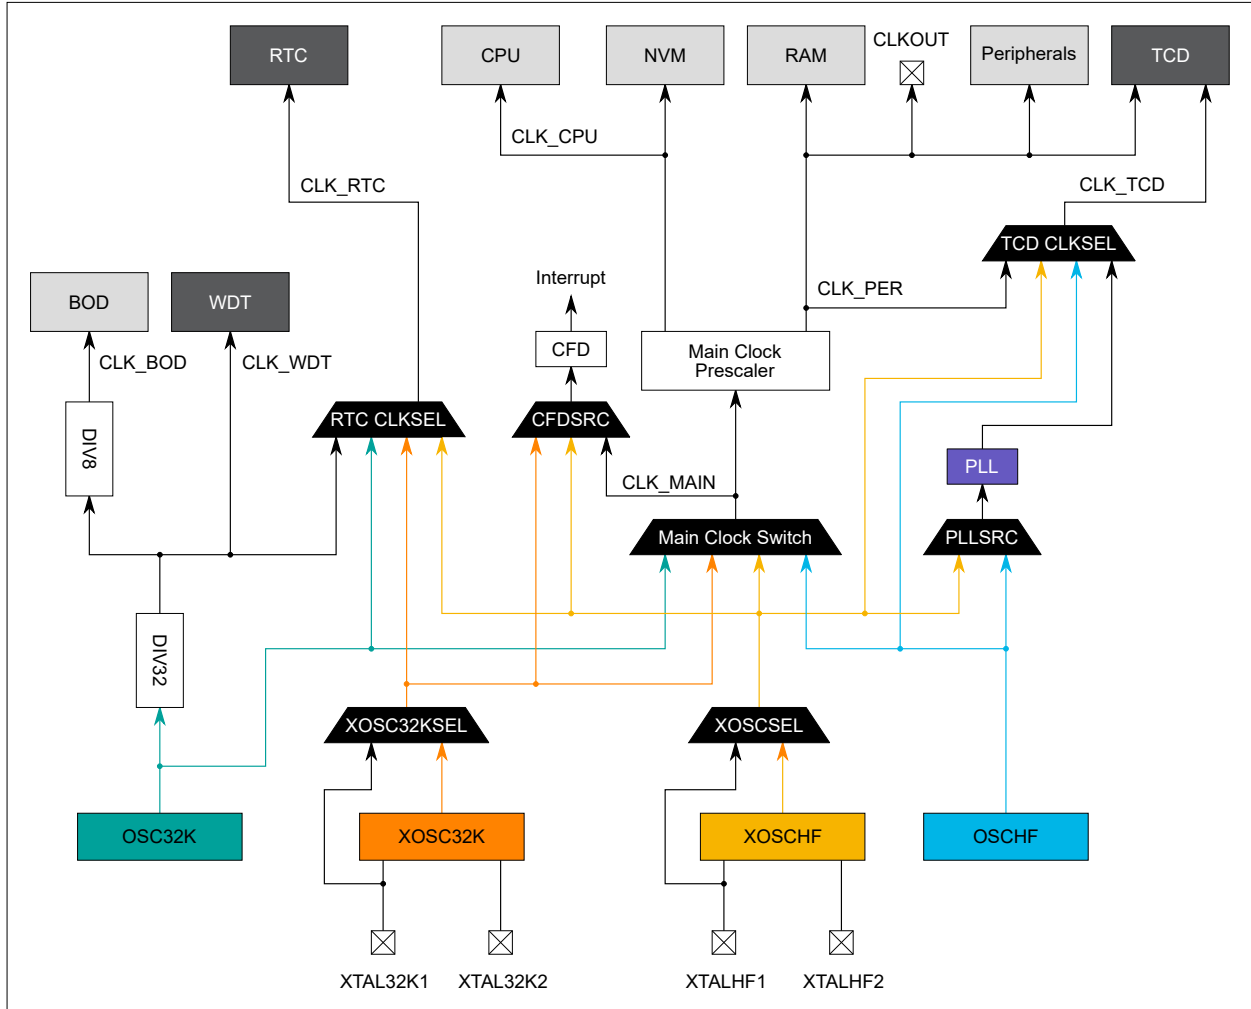 CLKOUT
RTC
CPU
NVM
RAM
Peripherals
TCD
CLK_CPU
CLK_RTC
CLK_TCD
TCD CLKSEL
Interrupt
CLK_PER
BOD
WDT
CFD
Main Clock
Prescaler
CLK_BOD
CLK_WDT
RTC CLKSEL
CFDSRC
DIV8
PLL
CLK_MAIN
Main Clock Switch
PLLSRC
DIV32
XOSC32KSEL
XOSCSEL
OSC32K
XOSC32K
XOSCHF
OSCHF
XTAL32K1
XTAL32K2
XTALHF1
XTALHF2